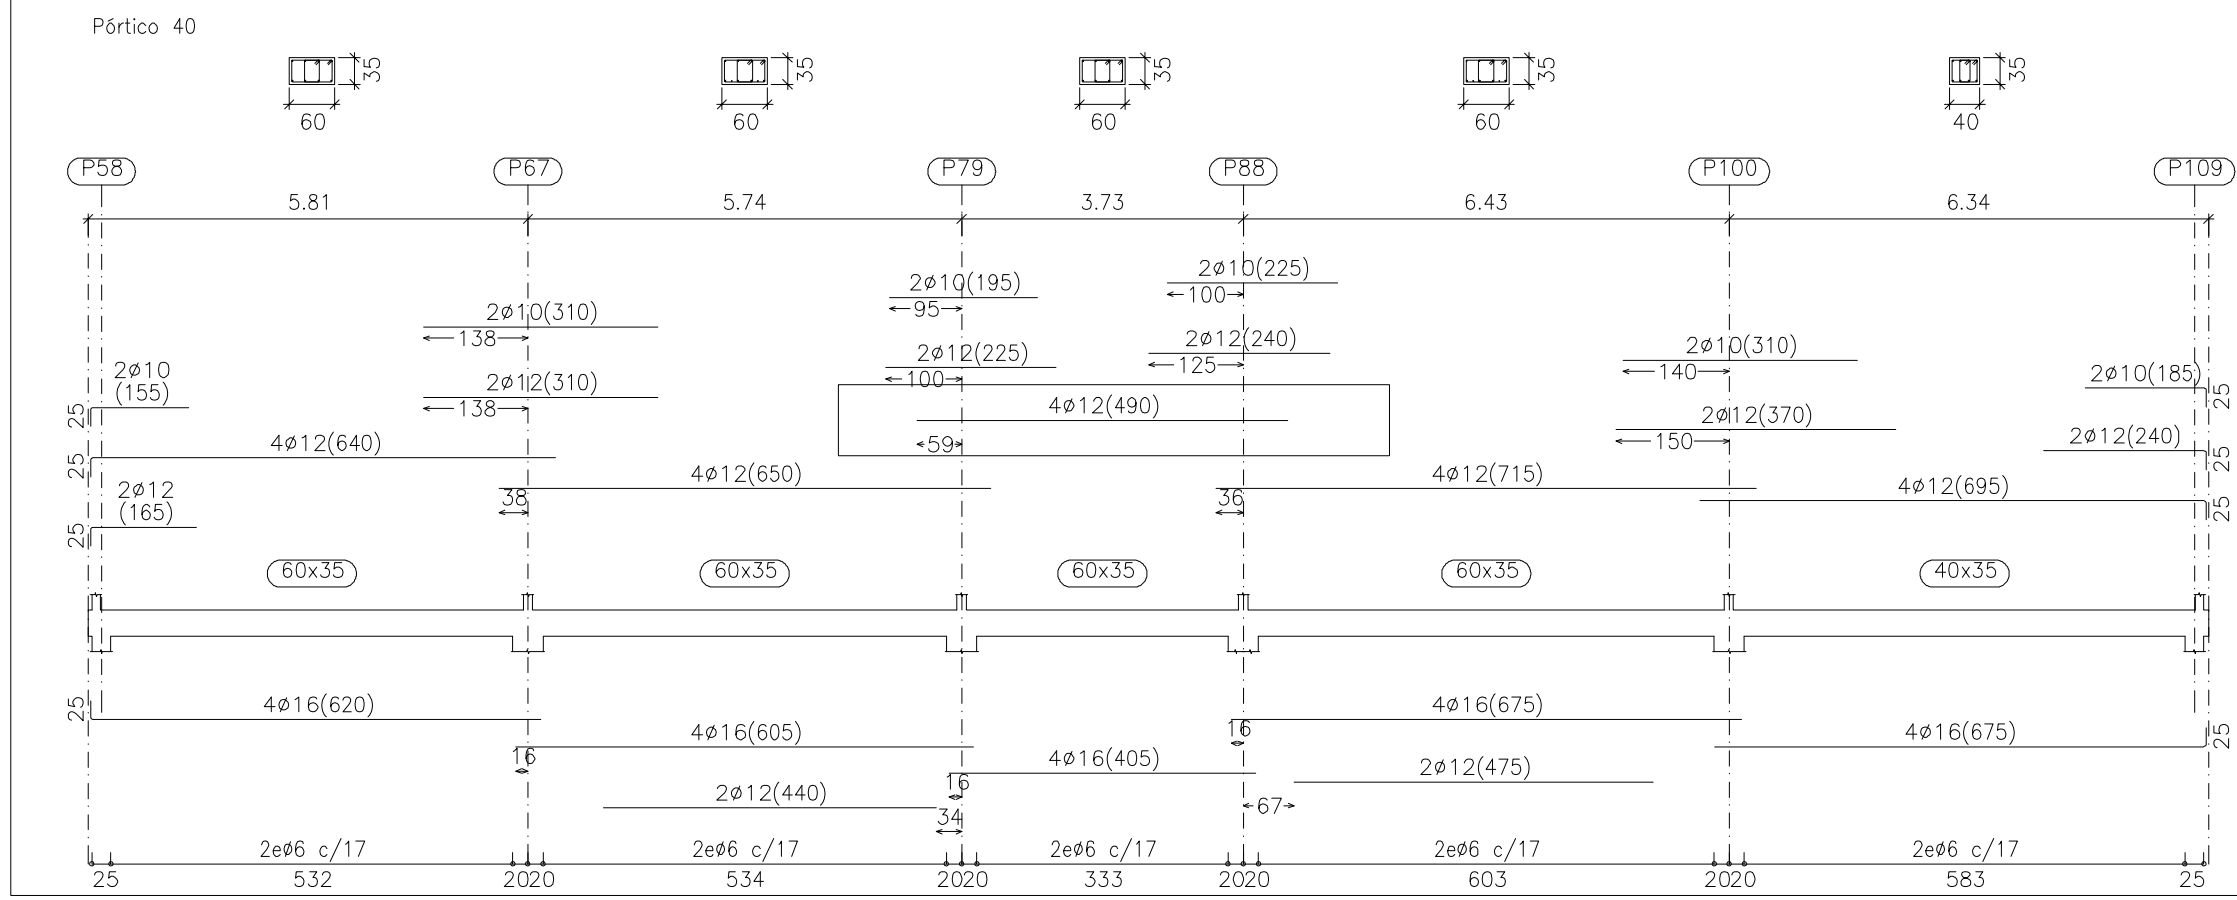 Pórtico 40
35 35 35 35 35
60 60 60 60 40
P58 P67 P79 P88 P100 P109
5.81 5.74 3.73 6.43 6.34
2ø10(225)
100
2ø10(195)
95
2ø10(310)
138
2ø12(240)
125
2ø12(225)
100
2ø10(310)
140
2ø10
(155)
25
2ø10(185)
25
2ø12(310)
138
4ø12(490)
59
2ø12(370)
150
4ø12(640)
25
2ø12(240)
25
4ø12(650)
38
4ø12(715)
36
4ø12(695)
25
2ø12
(165)
25
60x35 60x35 60x35 60x35 40x35
4ø16(620)
25
4ø16(675)
16
4ø16(605)
16
4ø16(675)
25
4ø16(405)
16
2ø12(475)
67
2ø12(440)
34
2eø6 c/17 2eø6 c/17 2eø6 c/17 2eø6 c/17 2eø6 c/17
25 532 2020 534 2020 333 2020 603 2020 583 25